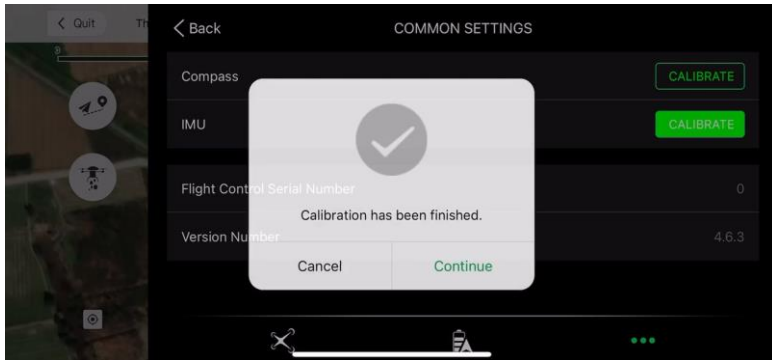 Quit
Th
Back
COMMON SETTINGS
Compass
CALIBRATE
IMU
CALIBRATE
Flight Control Serial Number
0
Calibration has been finished.
Version Number
4.6.3
Cancel
Continue